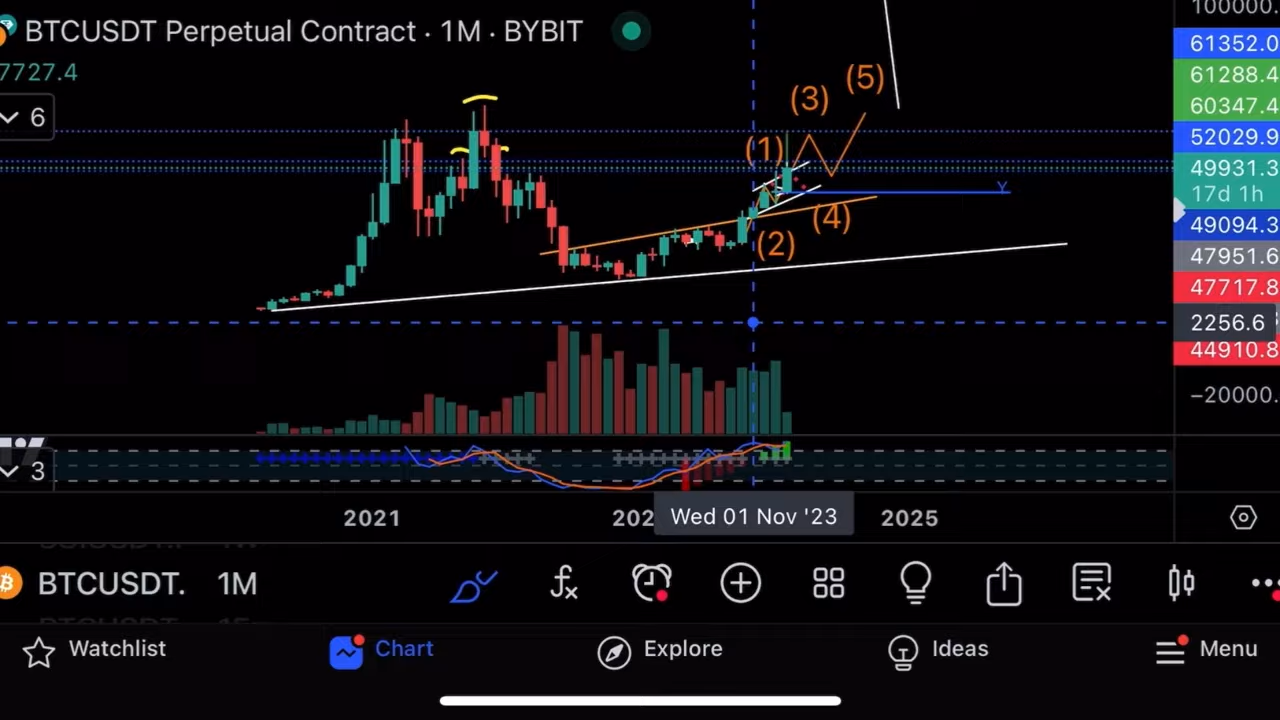 BTCUSDT Perpetual Contract · 1M · BYBIT
7727.4
6
100000.
61352.0
61288.4
60347.4
52029.9
49931.3
17d 1h
49094.3
47951.6
47717.8
2256.6
44910.8
−20000.
(1)
(2)
(3)
(4)
(5)
Y
3
2021
202
Wed 01 Nov '23
2025
BTCUSDT. 1M
Watchlist
Chart
Explore
Ideas
Menu